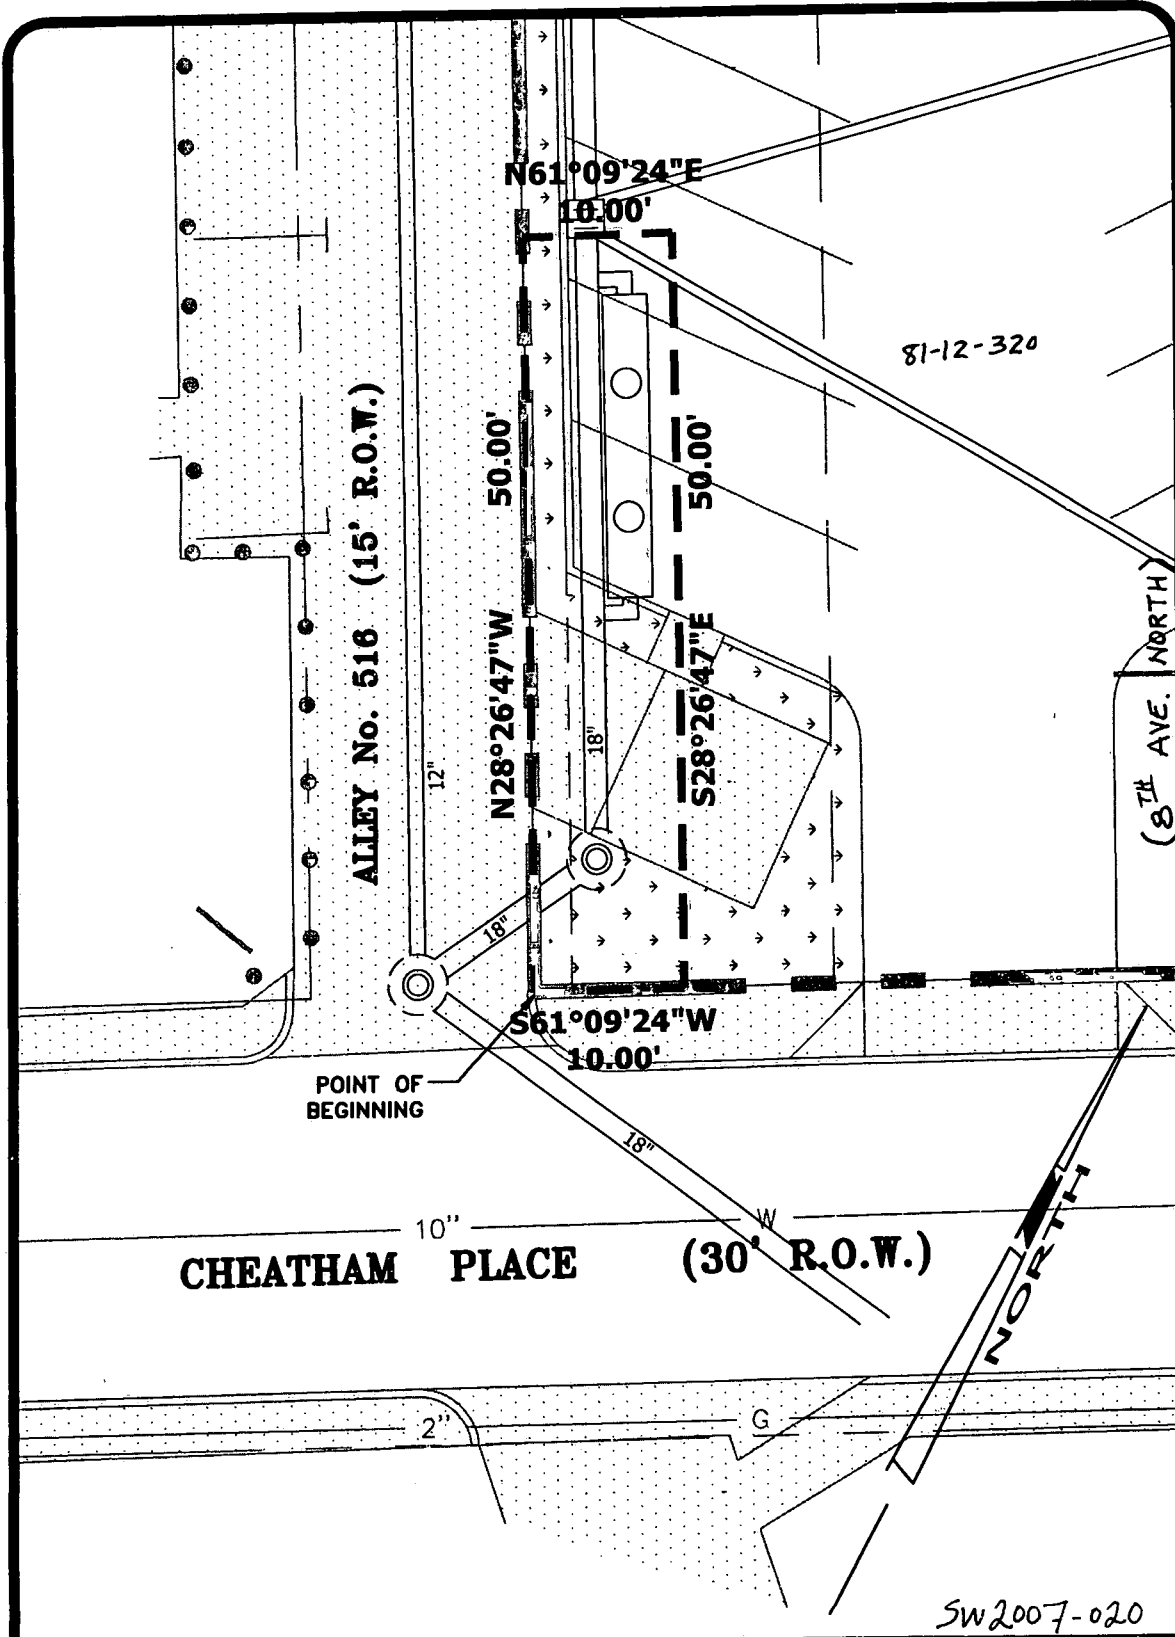 N61°09'24"E
10.00'
81-12-320
ALLEY No. 516 (15' R.O.W.)
50.00'
50.00'
N28°26'47"W
S28°26'47"E
12"
18"
18"
(8TH AVE. NORTH)
S61°09'24"W
10.00'
POINT OF
BEGINNING
18"
10" W
CHEATHAM PLACE (30' R.O.W.)
NORTH
2" G
SW2007-020